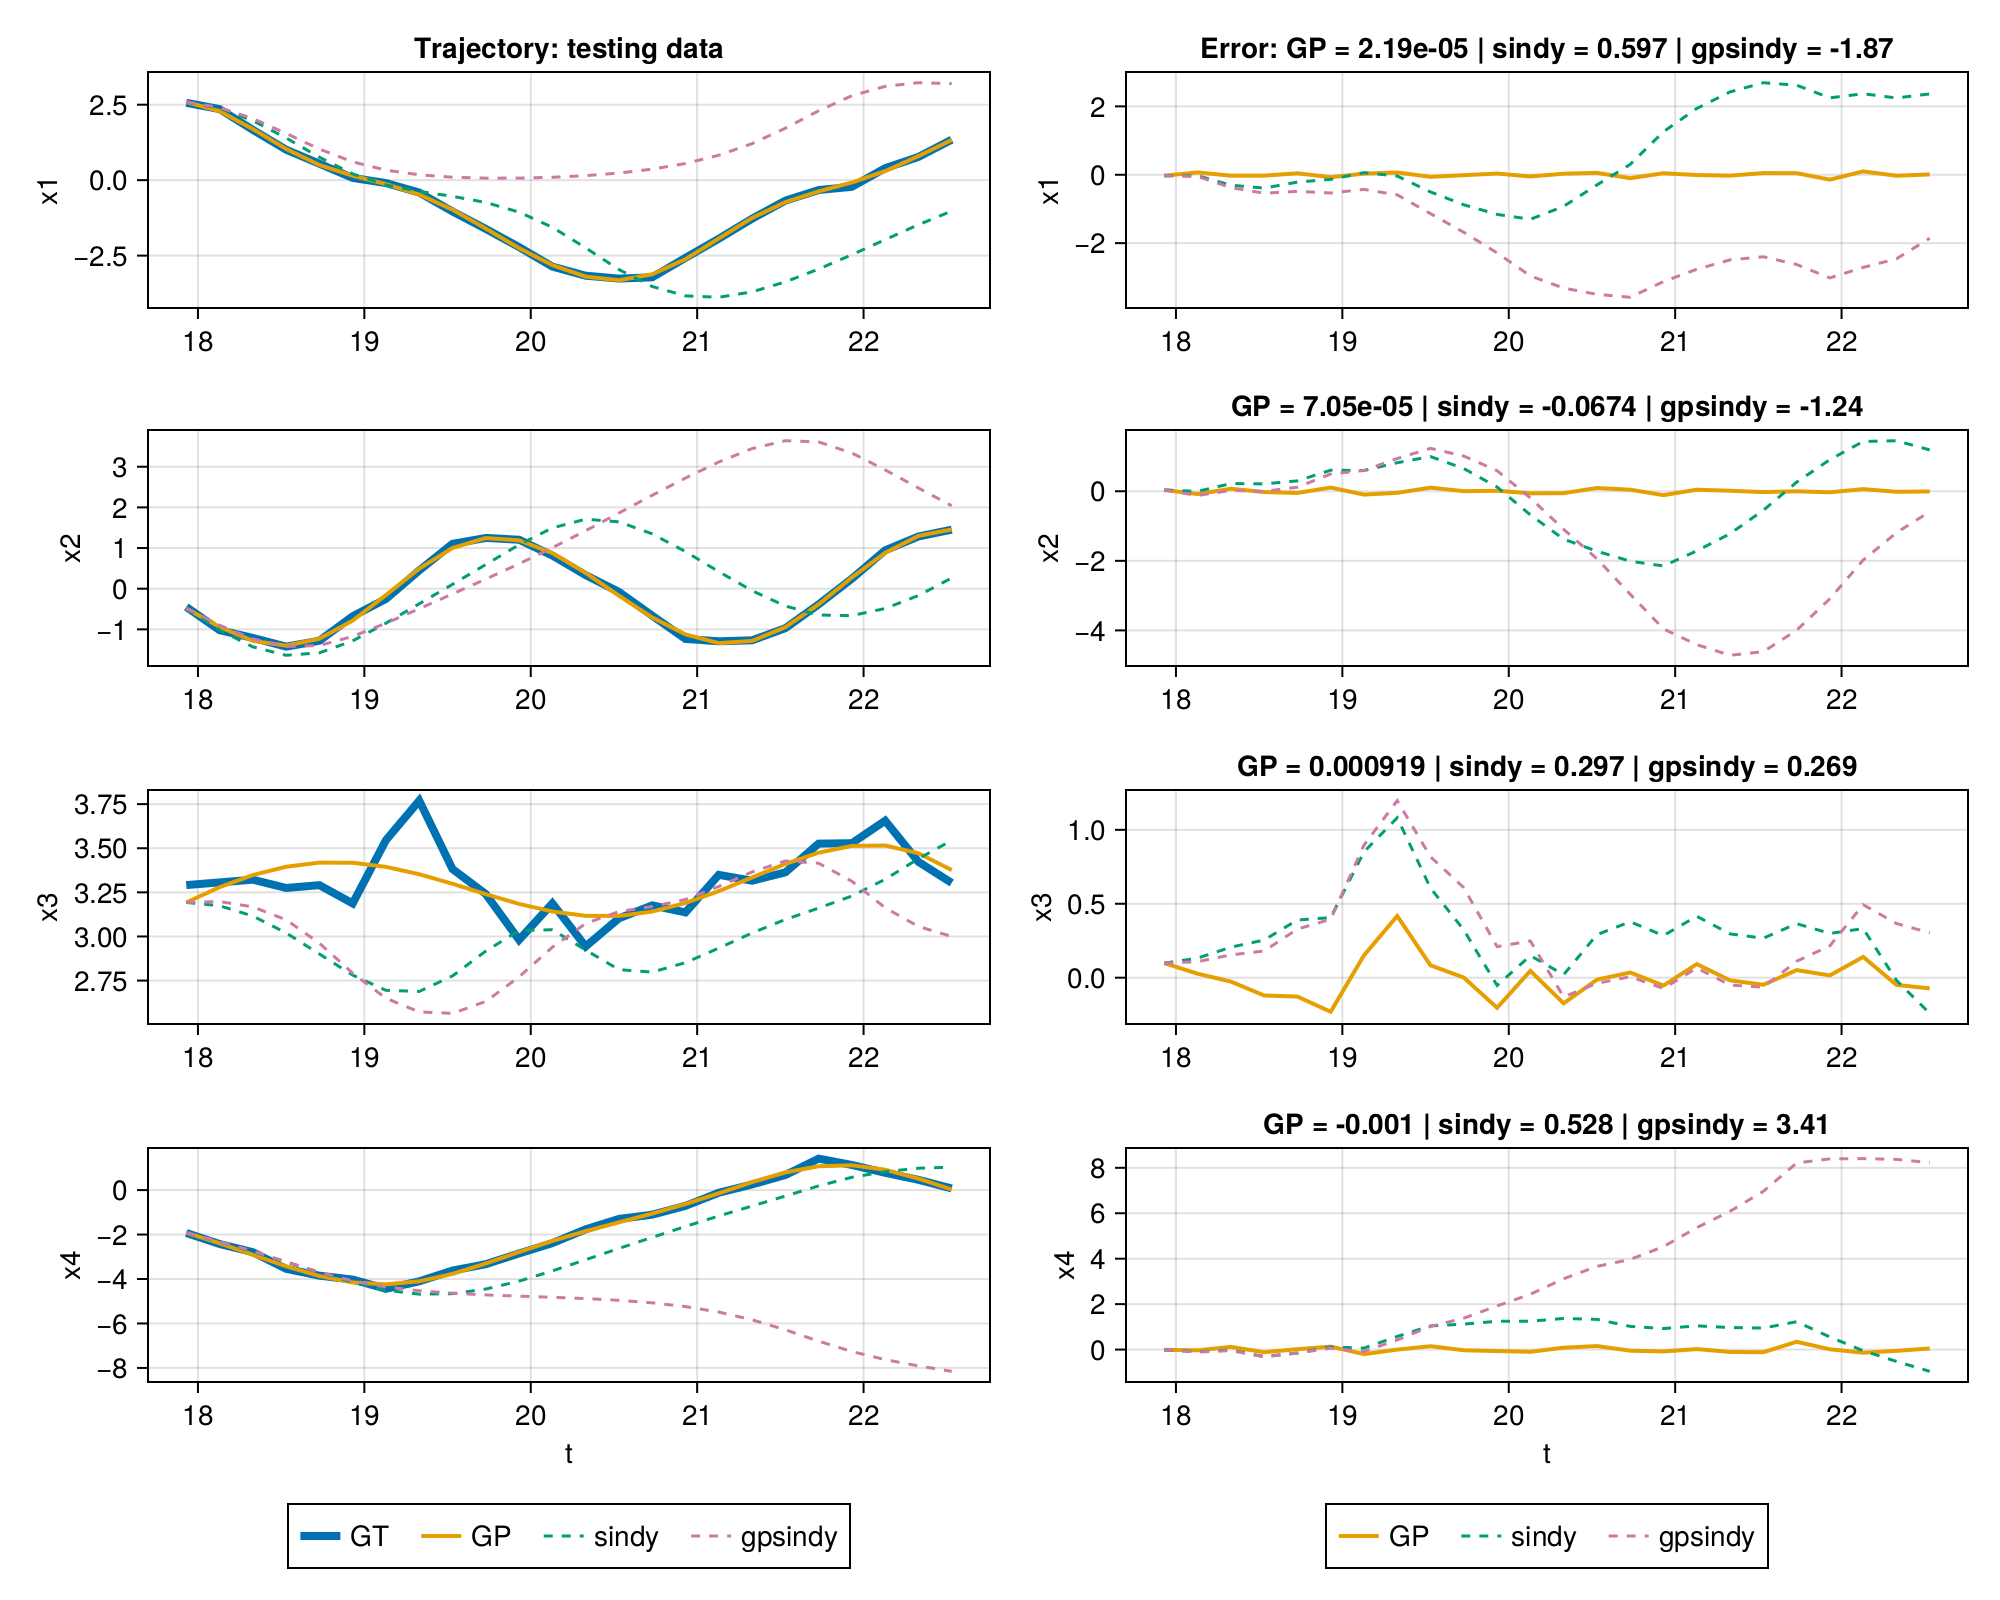 Trajectory: testing data
Error: GP = 2.19e-05 | sindy = 0.597 | gpsindy = -1.87
x1
2.5
0.0
−2.5
18 19 20 21 22
x1
2
0
−2
18 19 20 21 22
GP = 7.05e-05 | sindy = -0.0674 | gpsindy = -1.24
x2
3
2
1
0
−1
18 19 20 21 22
x2
0
−2
−4
18 19 20 21 22
GP = 0.000919 | sindy = 0.297 | gpsindy = 0.269
x3
3.75
3.50
3.25
3.00
2.75
18 19 20 21 22
x3
1.0
0.5
0.0
18 19 20 21 22
GP = -0.001 | sindy = 0.528 | gpsindy = 3.41
x4
0
−2
−4
−6
−8
18 19 20 21 22
t
x4
8
6
4
2
0
18 19 20 21 22
t
GT GP sindy gpsindy
GP sindy gpsindy